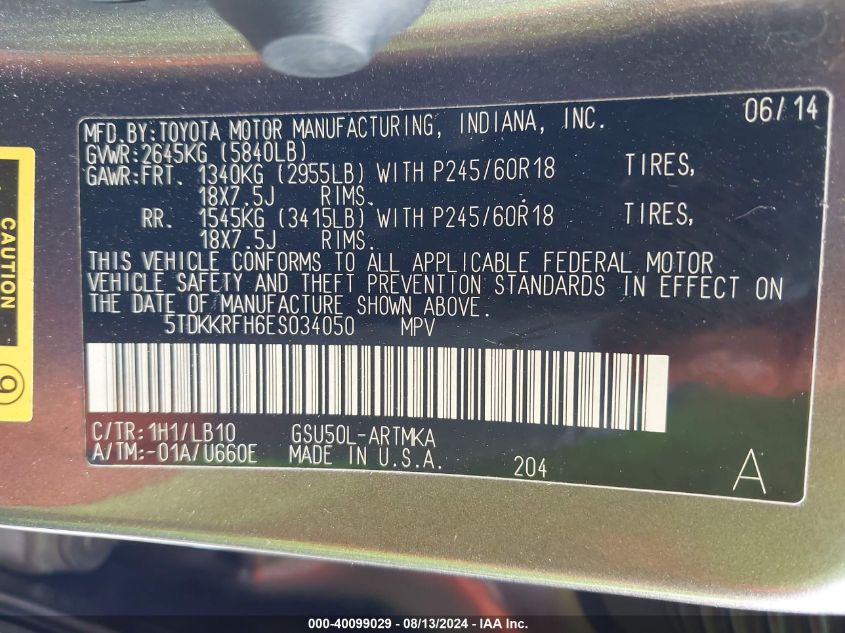 06/14
MFD.BY:TOYOTA MOTOR MANUFACTURING, INDIANA, INC.
GVWR:2645KG (5840LB)
GAWR:FRT. 1340KG (2955LB) WITH P245/60R18 TIRES,
18X7.5J RIMS.
RR. 1545KG (3415LB) WITH P245/60R18 TIRES,
18X7.5J RIMS.
THIS VEHICLE CONFORMS TO ALL APPLICABLE FEDERAL MOTOR
VEHICLE SAFETY AND THEFT PREVENTION STANDARDS IN EFFECT ON
THE DATE OF MANUFACTURE SHOWN ABOVE.
5TDKKRFH6ES034050 MPV
C/TR:1H1/LB10 GSU50L-ARTMKA
A/TM:-01A/U660E MADE IN U.S.A. 204
A
CAUTION
000-40099029 - 08/13/2024 - IAA Inc.